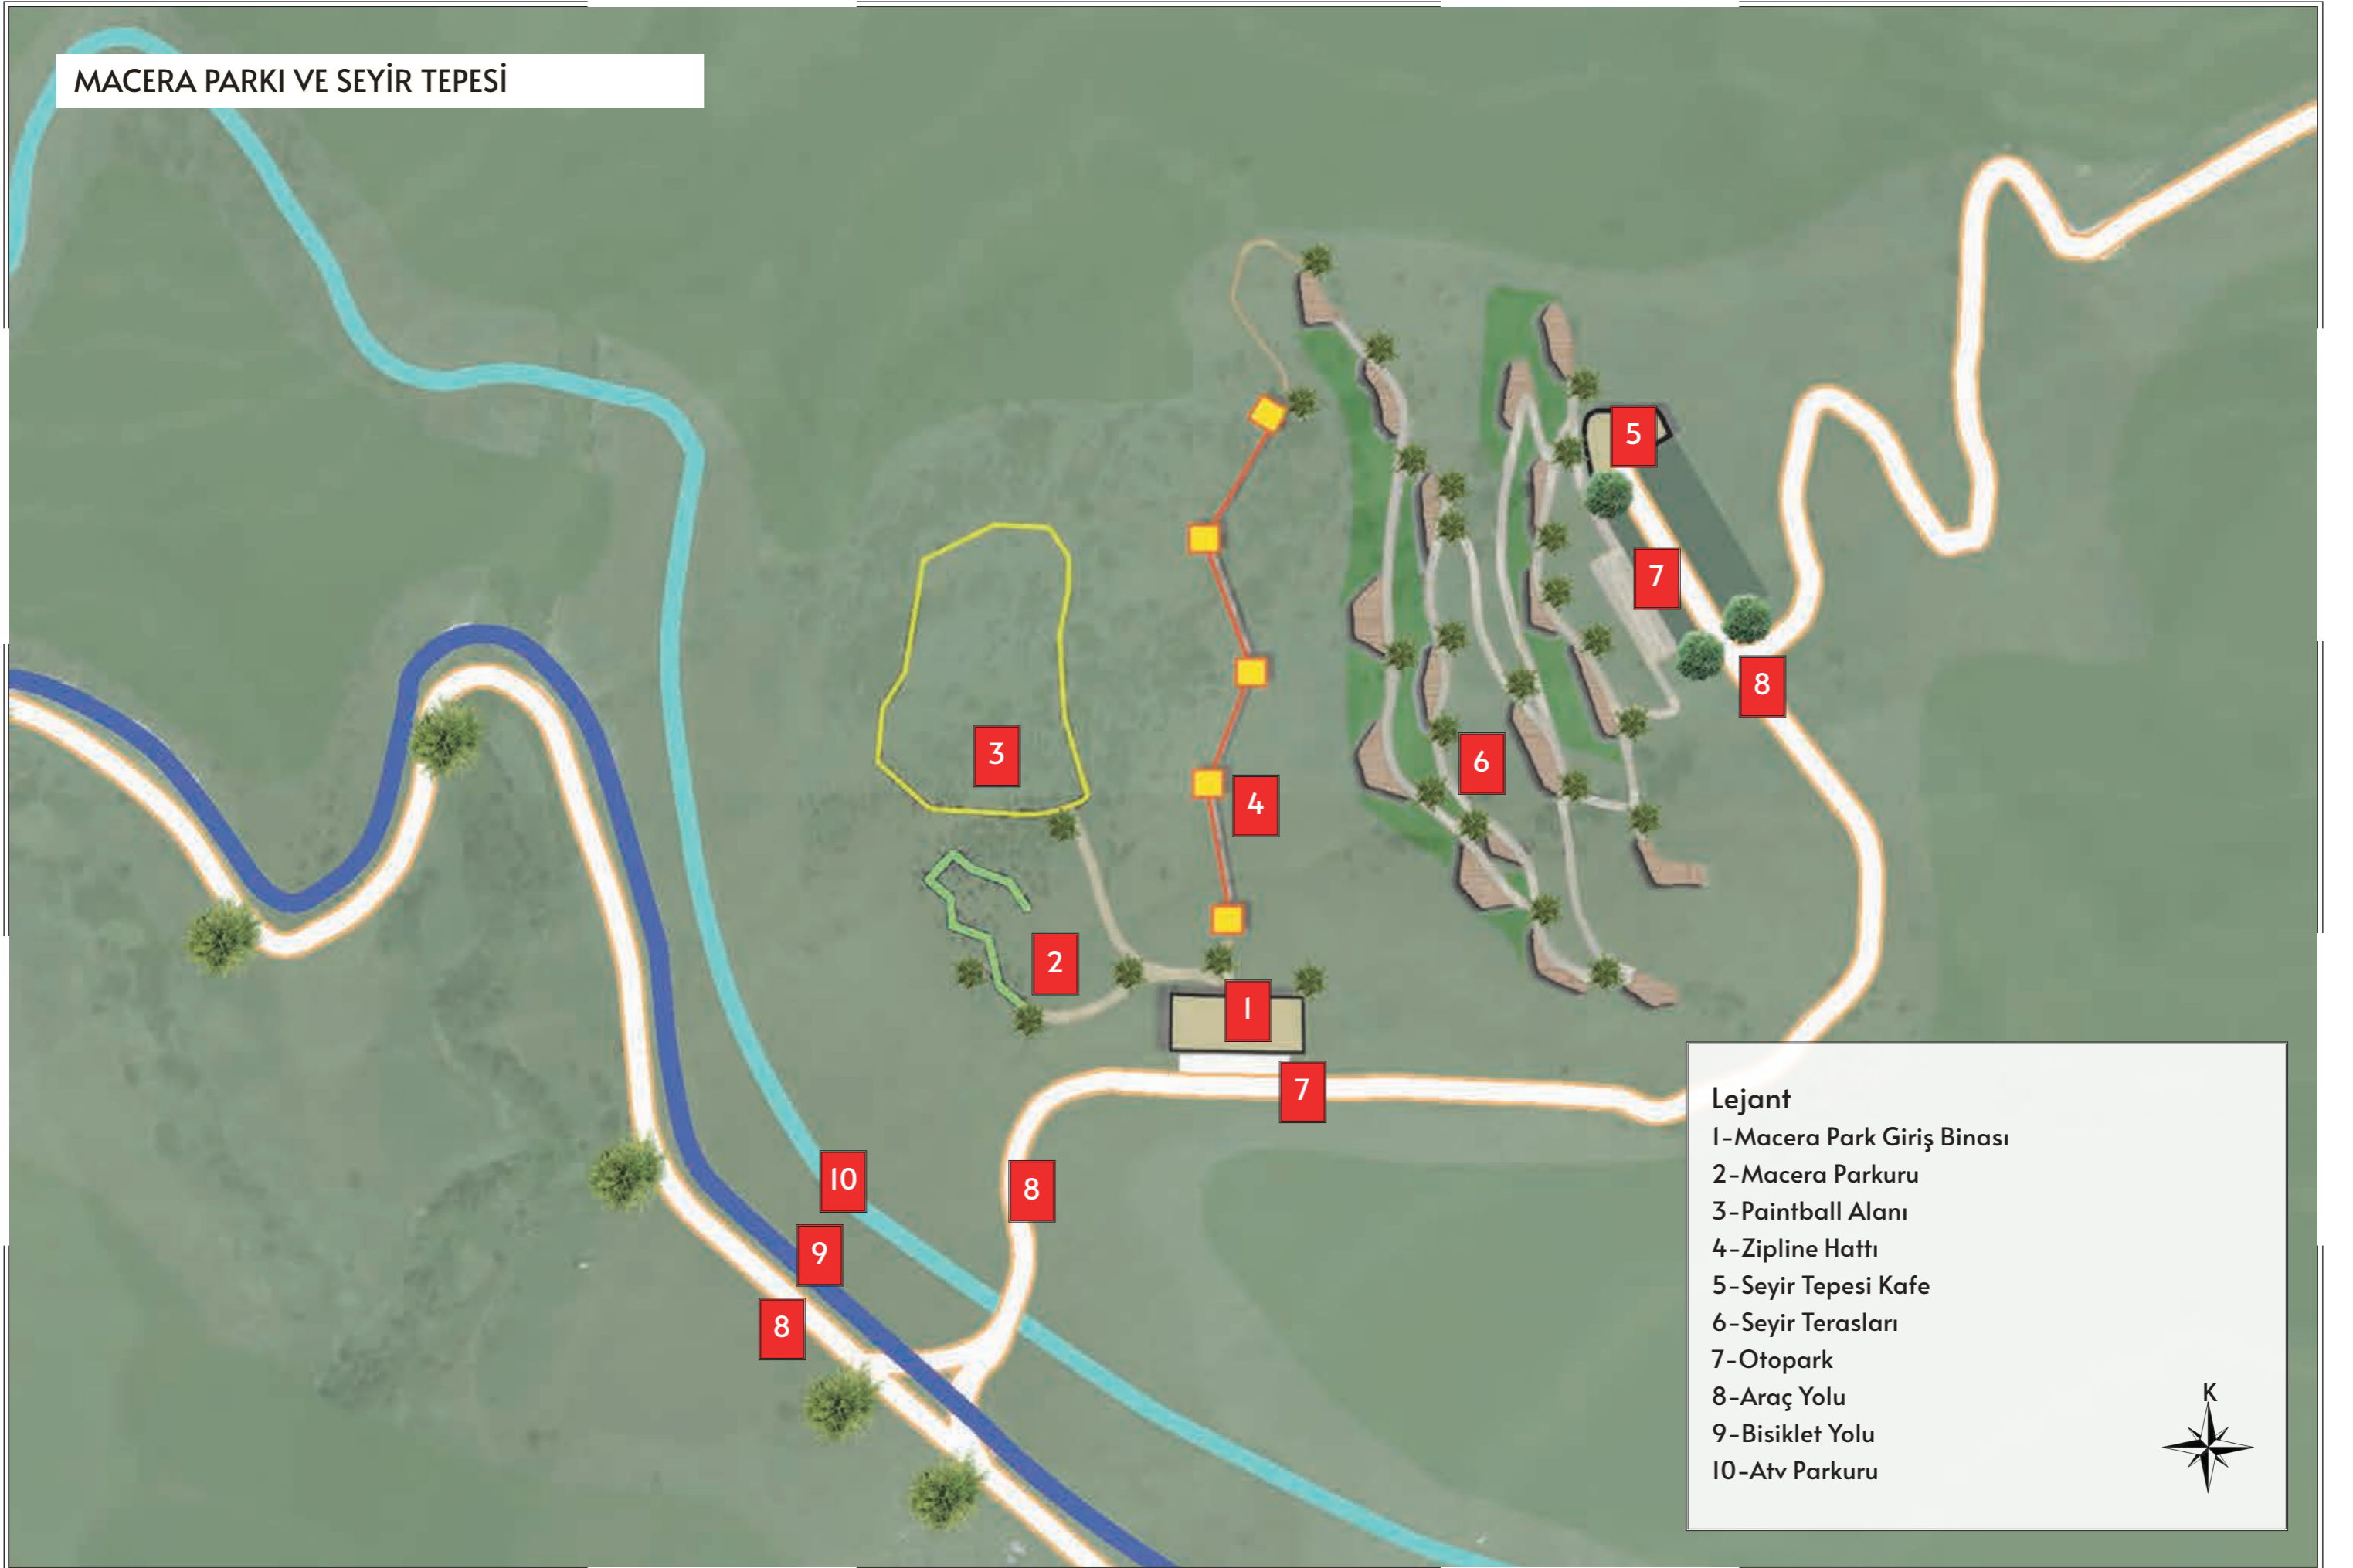 MACERA PARKI VE SEYİR TEPESİ
5
7
8
3
6
4
2
1
7
10
8
9
8
Lejant
1-Macera Park Giriş Binası
2-Macera Parkuru
3-Paintball Alanı
4-Zipline Hattı
5-Seyir Tepesi Kafe
6-Seyir Terasları
7-Otopark
8-Araç Yolu
9-Bisiklet Yolu
10-Atv Parkuru
K